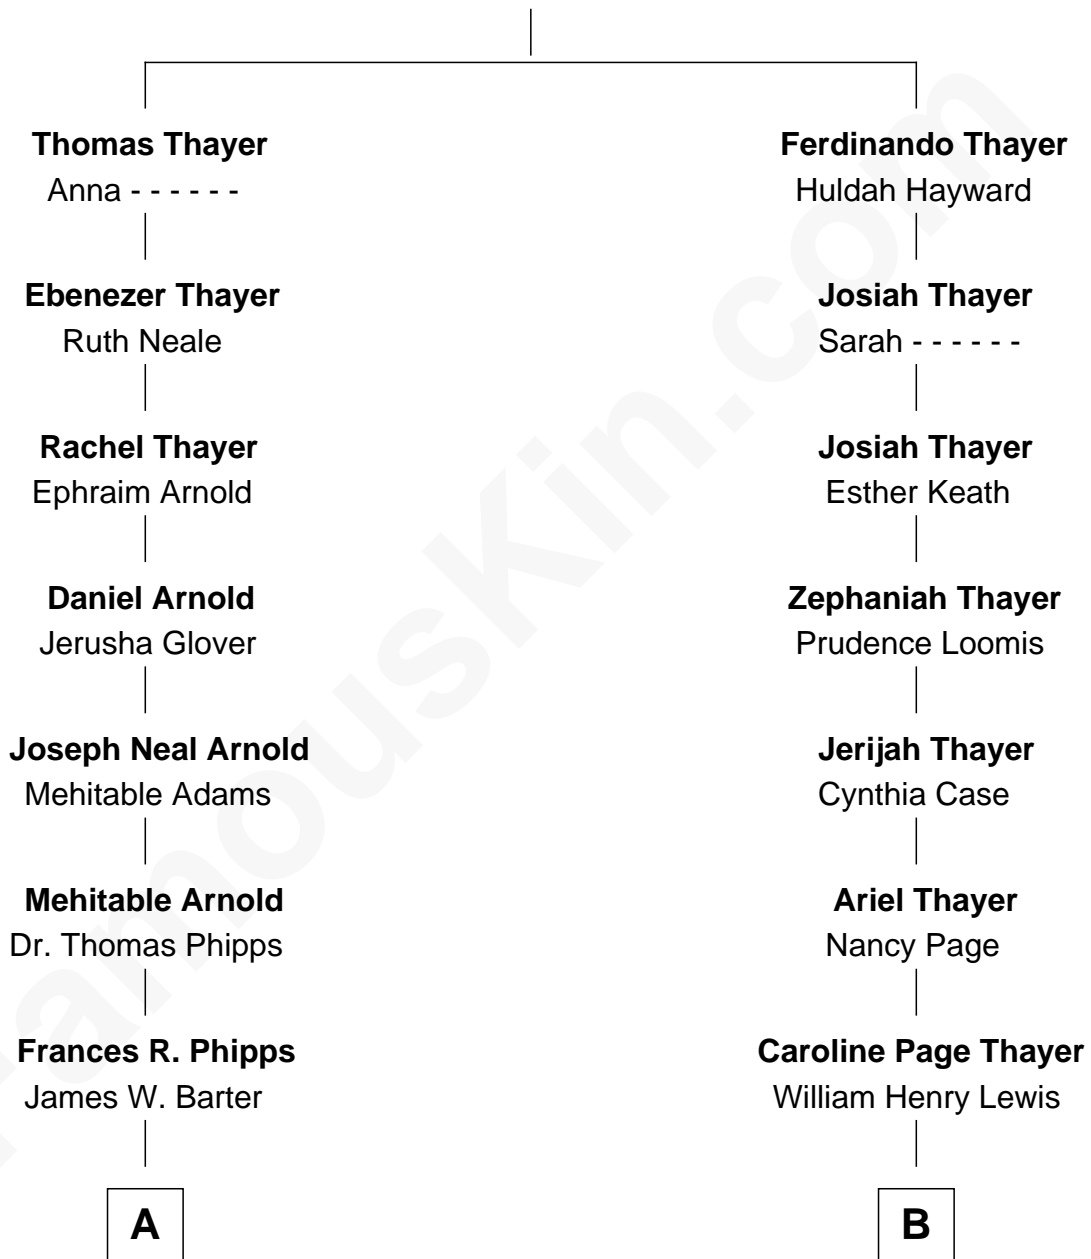 Thomas Thayer
Anna - - - - - -
Ebenezer Thayer
Ruth Neale
Rachel Thayer
Ephraim Arnold
Daniel Arnold
Jerusha Glover
Joseph Neal Arnold
Mehitable Adams
Mehitable Arnold
Dr. Thomas Phipps
Frances R. Phipps
James W. Barter
A
Ferdinando Thayer
Huldah Hayward
Josiah Thayer
Sarah - - - - - -
Josiah Thayer
Esther Keath
Zephaniah Thayer
Prudence Loomis
Jerijah Thayer
Cynthia Case
Ariel Thayer
Nancy Page
Caroline Page Thayer
William Henry Lewis
B
FamousKin.com